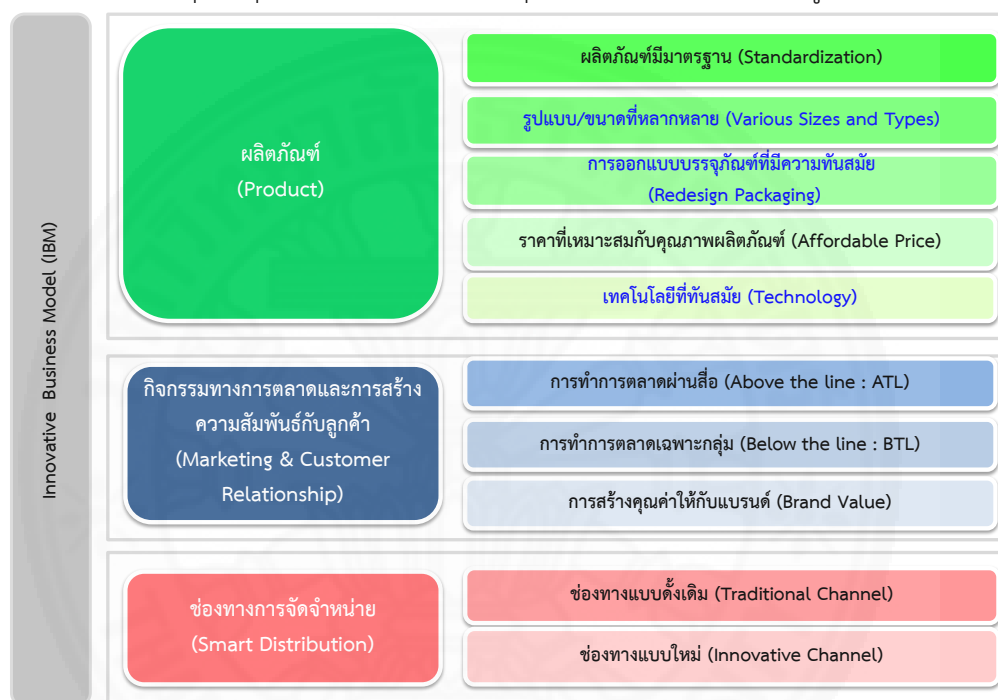 Innovative Business Model (IBM)
ผลิตภัณฑ์
(Product)
ผลิตภัณฑ์มีมาตรฐาน (Standardization)
รูปแบบ/ขนาดที่หลากหลาย (Various Sizes and Types)
การออกแบบบรรจุภัณฑ์ที่มีความทันสมัย
(Redesign Packaging)
ราคาที่เหมาะสมกับคุณภาพผลิตภัณฑ์ (Affordable Price)
เทคโนโลยีที่ทันสมัย (Technology)
กิจกรรมทางการตลาดและการสร้าง
ความสัมพันธ์กับลูกค้า
(Marketing & Customer
Relationship)
การทำการตลาดผ่านสื่อ (Above the line : ATL)
การทำการตลาดเฉพาะกลุ่ม (Below the line : BTL)
การสร้างคุณค่าให้กับแบรนด์ (Brand Value)
ช่องทางการจัดจำหน่าย
(Smart Distribution)
ช่องทางแบบดั้งเดิม (Traditional Channel)
ช่องทางแบบใหม่ (Innovative Channel)